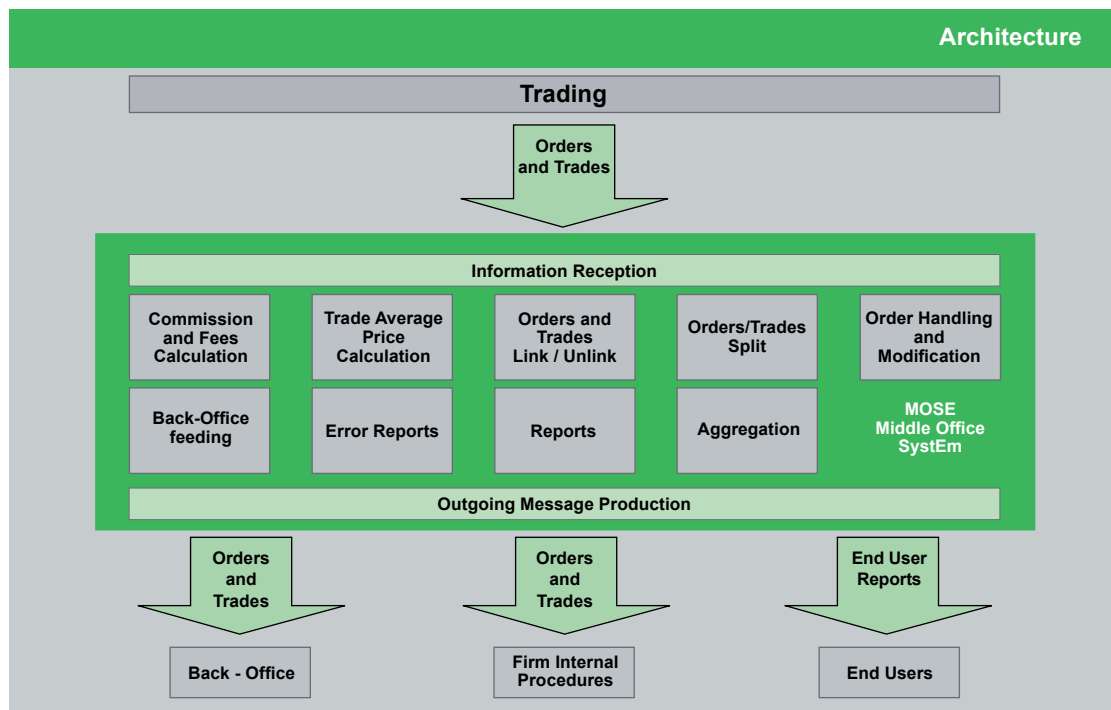 Architecture
Trading
Orders
and Trades
Information Reception
Commission
and Fees
Calculation
Trade Average
Price
Calculation
Orders and
Trades
Link / Unlink
Orders/Trades
Split
Order Handling
and
Modification
Back-Office
feeding
Error Reports
Reports
Aggregation
MOSE
Middle Office
SystEm
Outgoing Message Production
Orders
and
Trades
Orders
and
Trades
End User
Reports
Back - Office
Firm Internal
Procedures
End Users